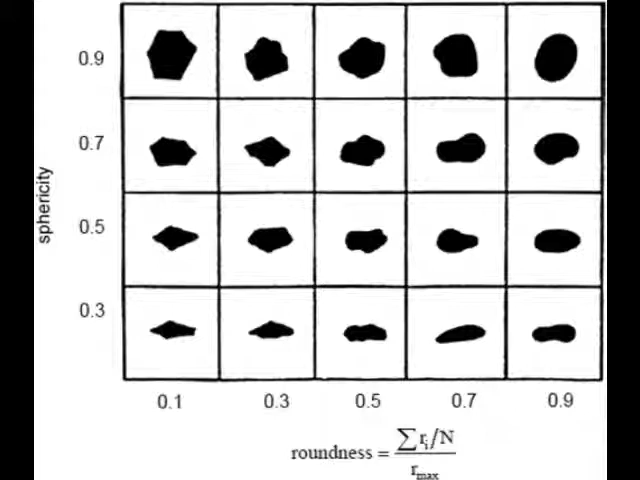 sphericity
0.9
0.7
0.5
0.3
0.1 0.3 0.5 0.7 0.9
roundness = ∑ rᵢ/N
r_max